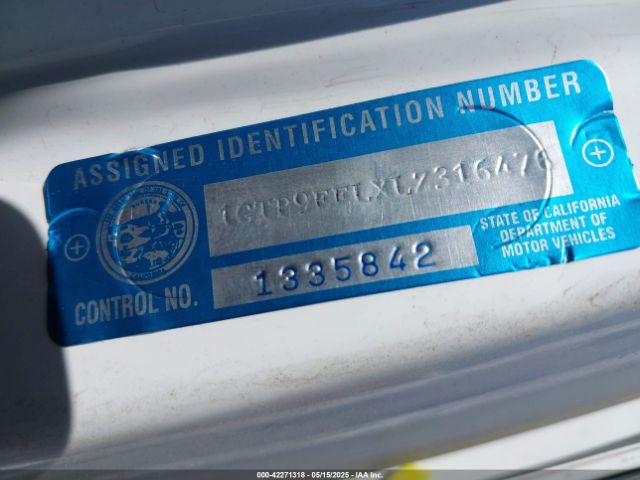 ASSIGNED IDENTIFICATION NUMBER
1GTP9EELXLZ316476
STATE OF CALIFORNIA
DEPARTMENT OF
MOTOR VEHICLES
CONTROL NO. 1335842
000-42271318 - 05/15/2025 - IAA Inc.